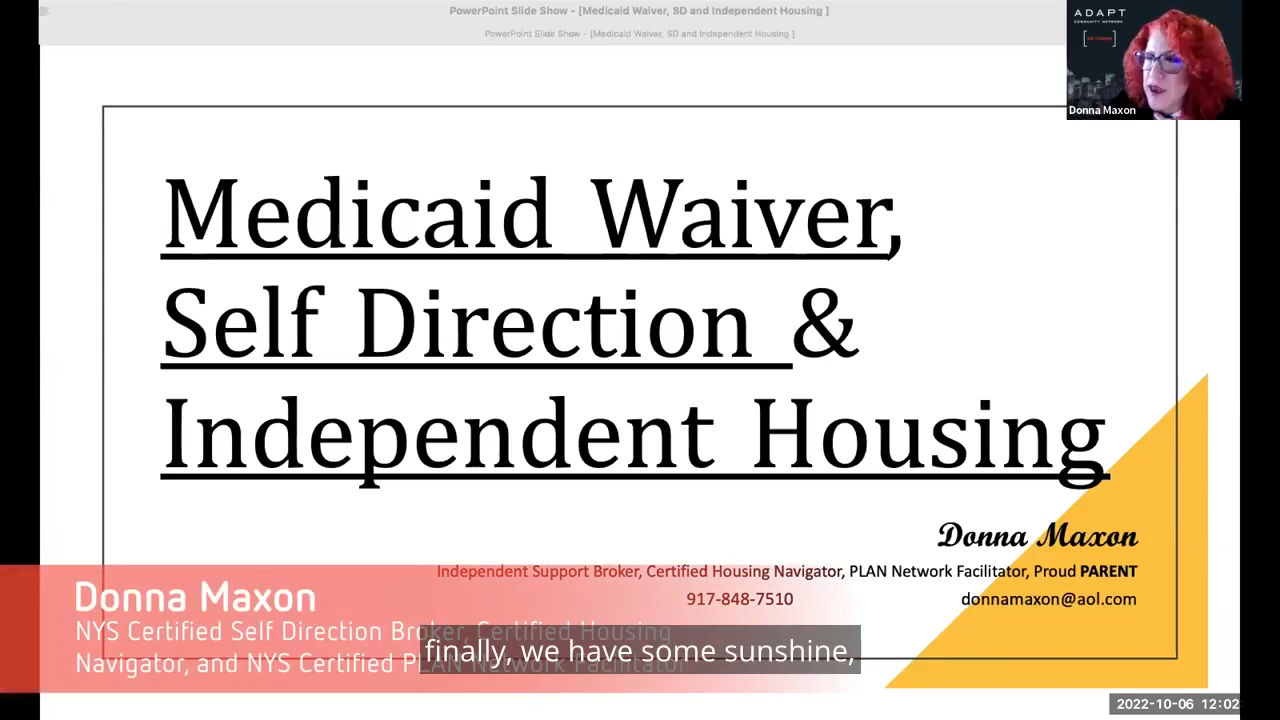 PowerPoint Slide Show - [Medicaid Waiver, SD and Independent Housing ]
PowerPoint Slide Show - [Medicaid Waiver, SD and Independent Housing ]
ADAPT
COMMUNITY NETWORK
[we change]
Donna Maxon
Medicaid Waiver,
Self Direction &
Independent Housing
Donna Maxon
Independent Support Broker, Certified Housing Navigator, PLAN Network Facilitator, Proud PARENT
917-848-7510 donnamaxon@aol.com
Donna Maxon
NYS Certified Self Direction Broker, Certified Housing
Navigator, and NYS Certified PLAN Network Facilitator
finally, we have some sunshine,
2022-10-06 12:02